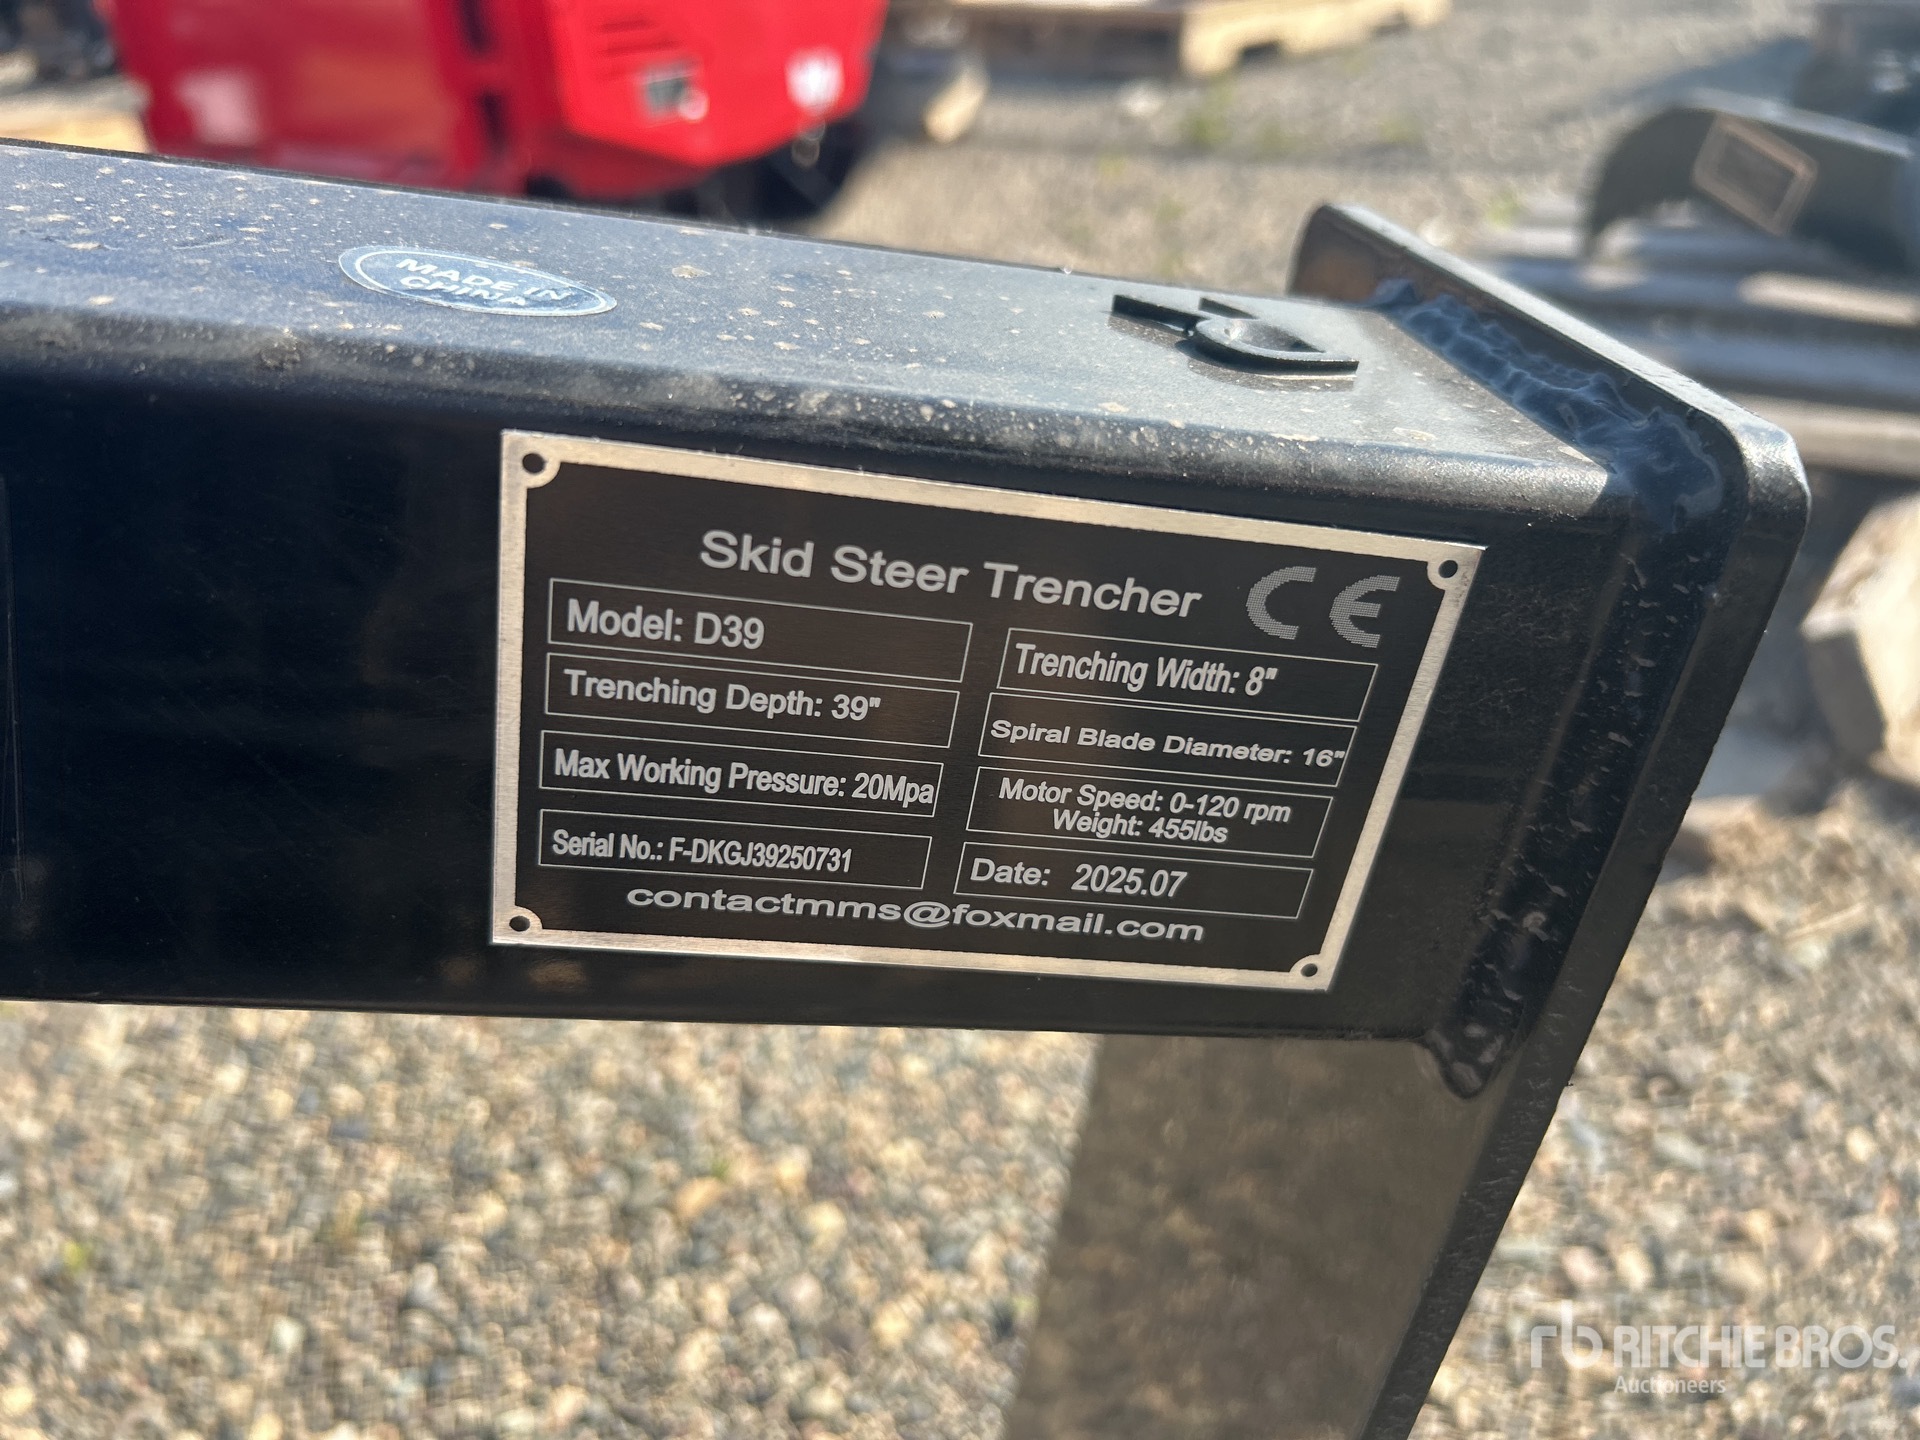 MADE IN
CHINA
Skid Steer Trencher CE
Model: D39
Trenching Width: 8"
Trenching Depth: 39"
Spiral Blade Diameter: 16"
Max Working Pressure: 20Mpa
Motor Speed: 0-120 rpm
Weight: 455lbs
Serial No.: F-DKGJ39250731
Date: 2025.07
contactmms@foxmail.com
rb RITCHIE BROS.
Auctioneers